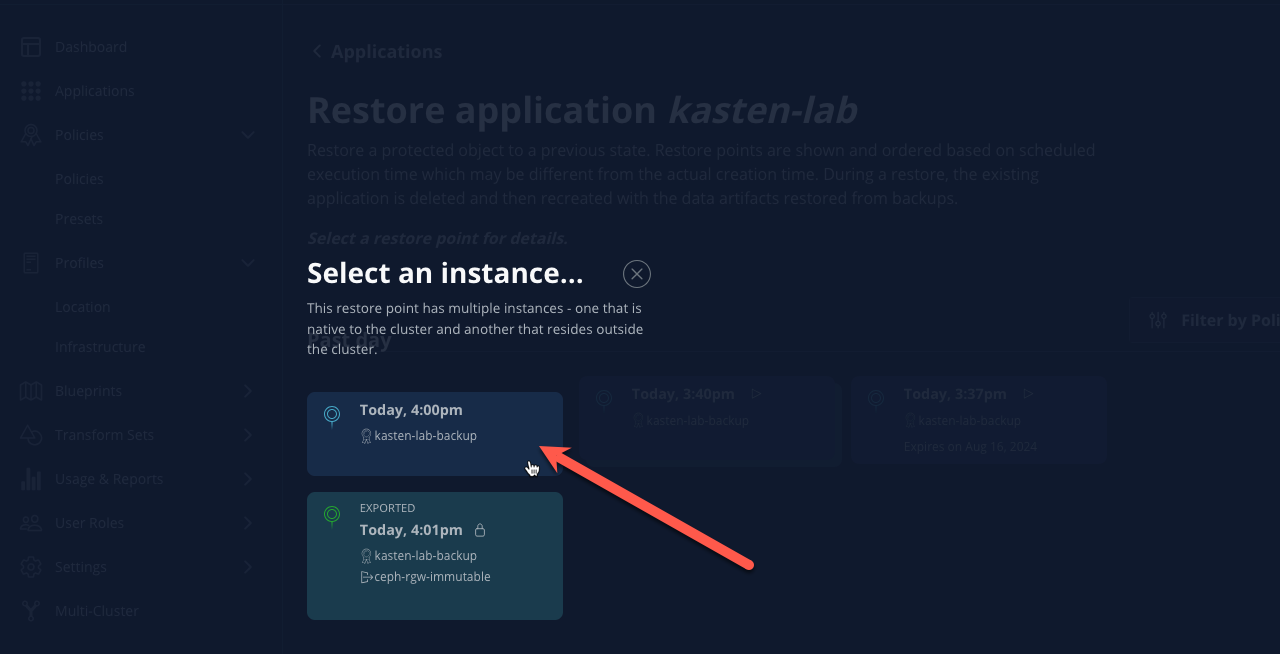 Dashboard
Applications
Policies
Policies
Presets
Profiles
Location
Infrastructure
Blueprints
Transform Sets
Usage & Reports
User Roles
Settings
Multi-Cluster
Applications
Restore application kasten-lab
Restore a protected object to a previous state. Restore points are shown and ordered based on scheduled
execution time which may be different from the actual creation time. During a restore, the existing
application is deleted and then recreated with the data artifacts restored from backups.
Select a restore point for details.
Select an instance...
This restore point has multiple instances - one that is
native to the cluster and another that resides outside
the cluster.
Past day
Filter by Poli
Today, 4:00pm
kasten-lab-backup
Today, 3:40pm
kasten-lab-backup
Today, 3:37pm
kasten-lab-backup
Expires on Aug 16, 2024
EXPORTED
Today, 4:01pm
kasten-lab-backup
ceph-rgw-immutable